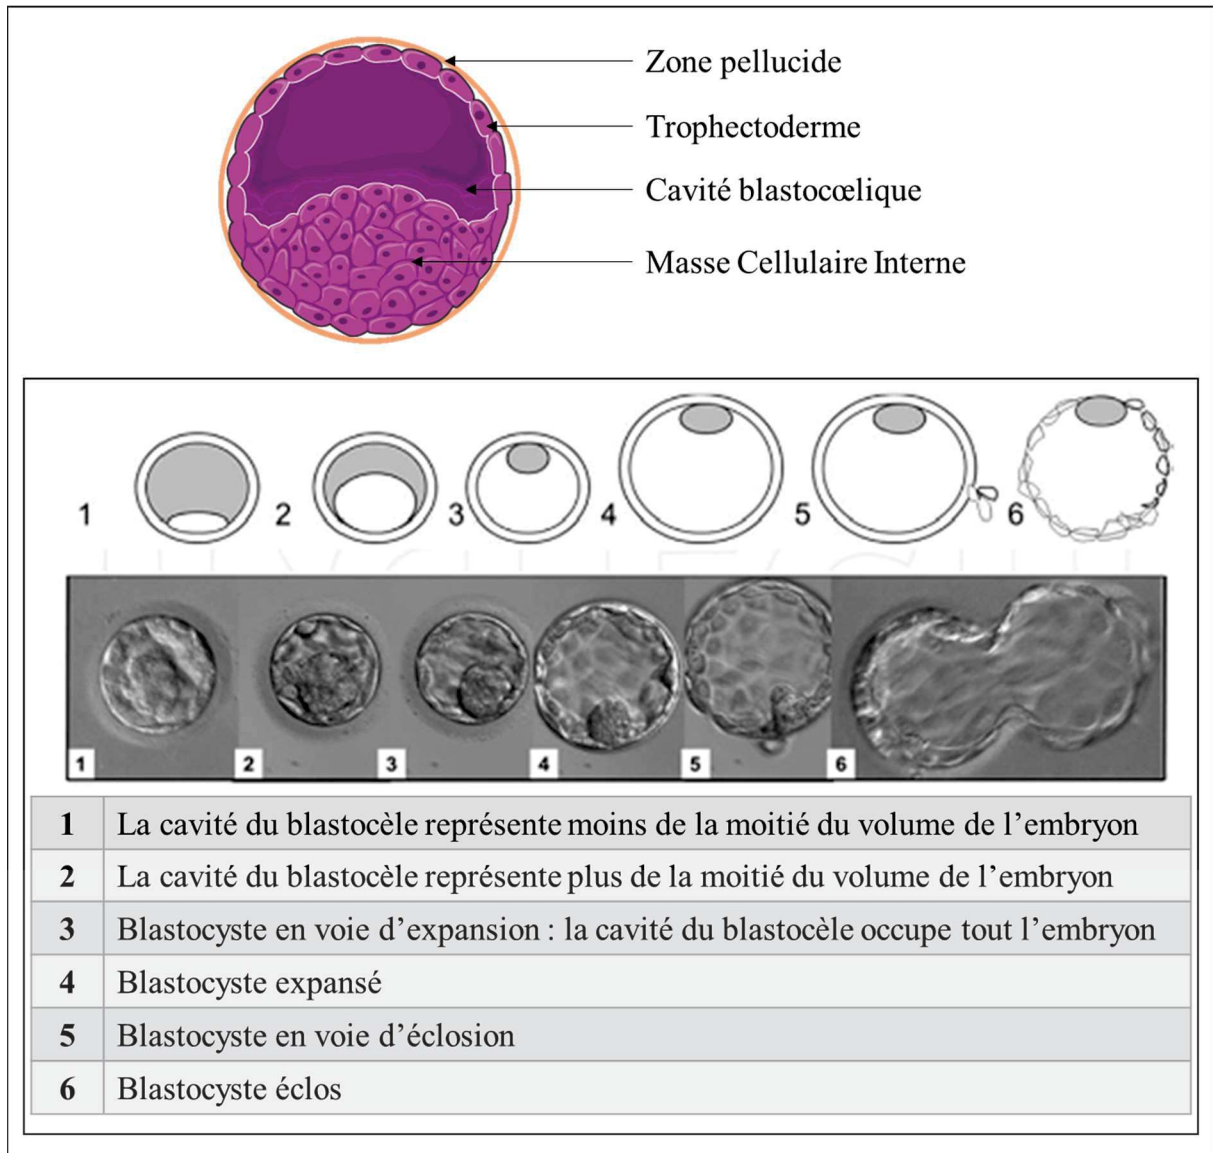 Zone pellucide
Trophectoderme
Cavité blastocœlique
Masse Cellulaire Interne
1 2 3 4 5 6
1 2 3 4 5 6
1 La cavité du blastocèle représente moins de la moitié du volume de l’embryon
2 La cavité du blastocèle représente plus de la moitié du volume de l’embryon
3 Blastocyste en voie d’expansion : la cavité du blastocèle occupe tout l’embryon
4 Blastocyste expansé
5 Blastocyste en voie d’éclosion
6 Blastocyste éclos